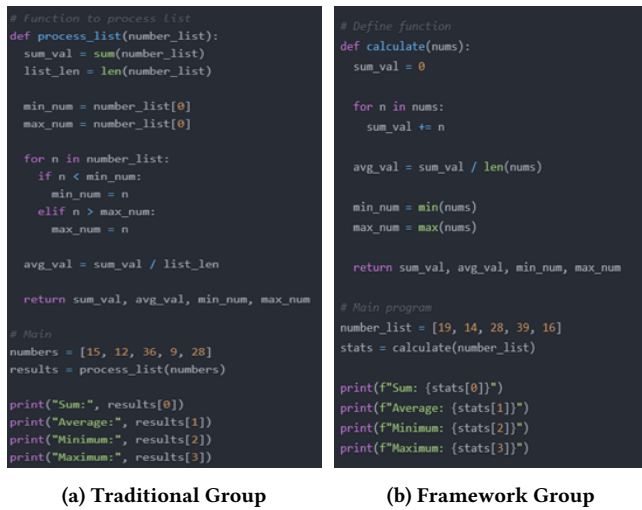 # Function to process list
def process_list(number_list):
  sum_val = sum(number_list)
  list_len = len(number_list)

  min_num = number_list[0]
  max_num = number_list[0]

  for n in number_list:
    if n < min_num:
      min_num = n
    elif n > max_num:
      max_num = n

  avg_val = sum_val / list_len

  return sum_val, avg_val, min_num, max_num

# Main
numbers = [15, 12, 36, 9, 28]
results = process_list(numbers)

print("Sum:", results[0])
print("Average:", results[1])
print("Minimum:", results[2])
print("Maximum:", results[3])
(a) Traditional Group
# Define function
def calculate(nums):
  sum_val = 0

  for n in nums:
    sum_val += n

  avg_val = sum_val / len(nums)

  min_num = min(nums)
  max_num = max(nums)

  return sum_val, avg_val, min_num, max_num

# Main program
number_list = [19, 14, 28, 39, 16]
stats = calculate(number_list)

print(f"Sum: {stats[0]}")
print(f"Average: {stats[1]}")
print(f"Minimum: {stats[2]}")
print(f"Maximum: {stats[3]}")
(b) Framework Group